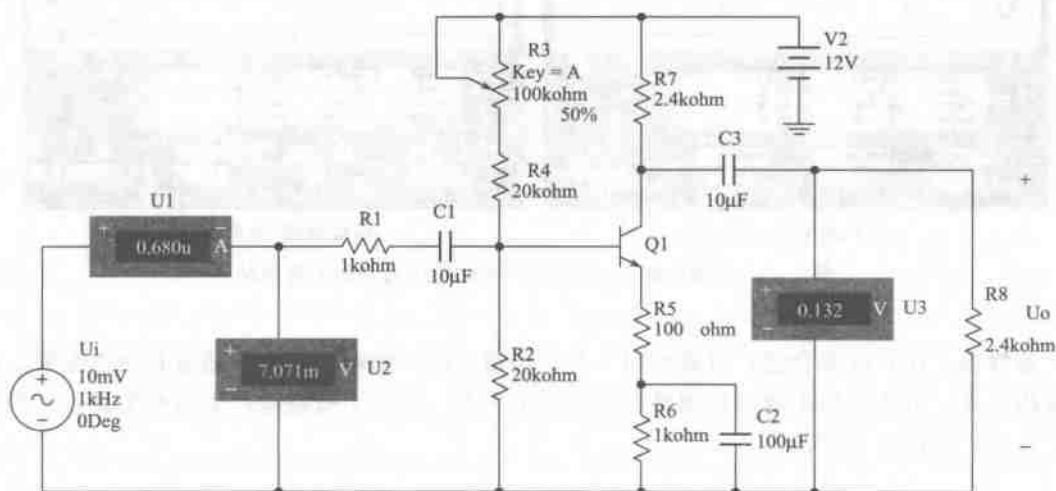 R3
Key = A
100kohm
50%
R7
2.4kohm
V2
12V
R4
20kohm
C3
10μF
U1
+
−
0.680u
A
R1
1kohm
C1
10μF
Q1
+
−
0.132
V
U3
R8
2.4kohm
+
Uo
−
R5
100 ohm
Ui
10mV
1kHz
0Deg
+
−
+
−
7.071m
V
U2
R2
20kohm
R6
1kohm
C2
100μF